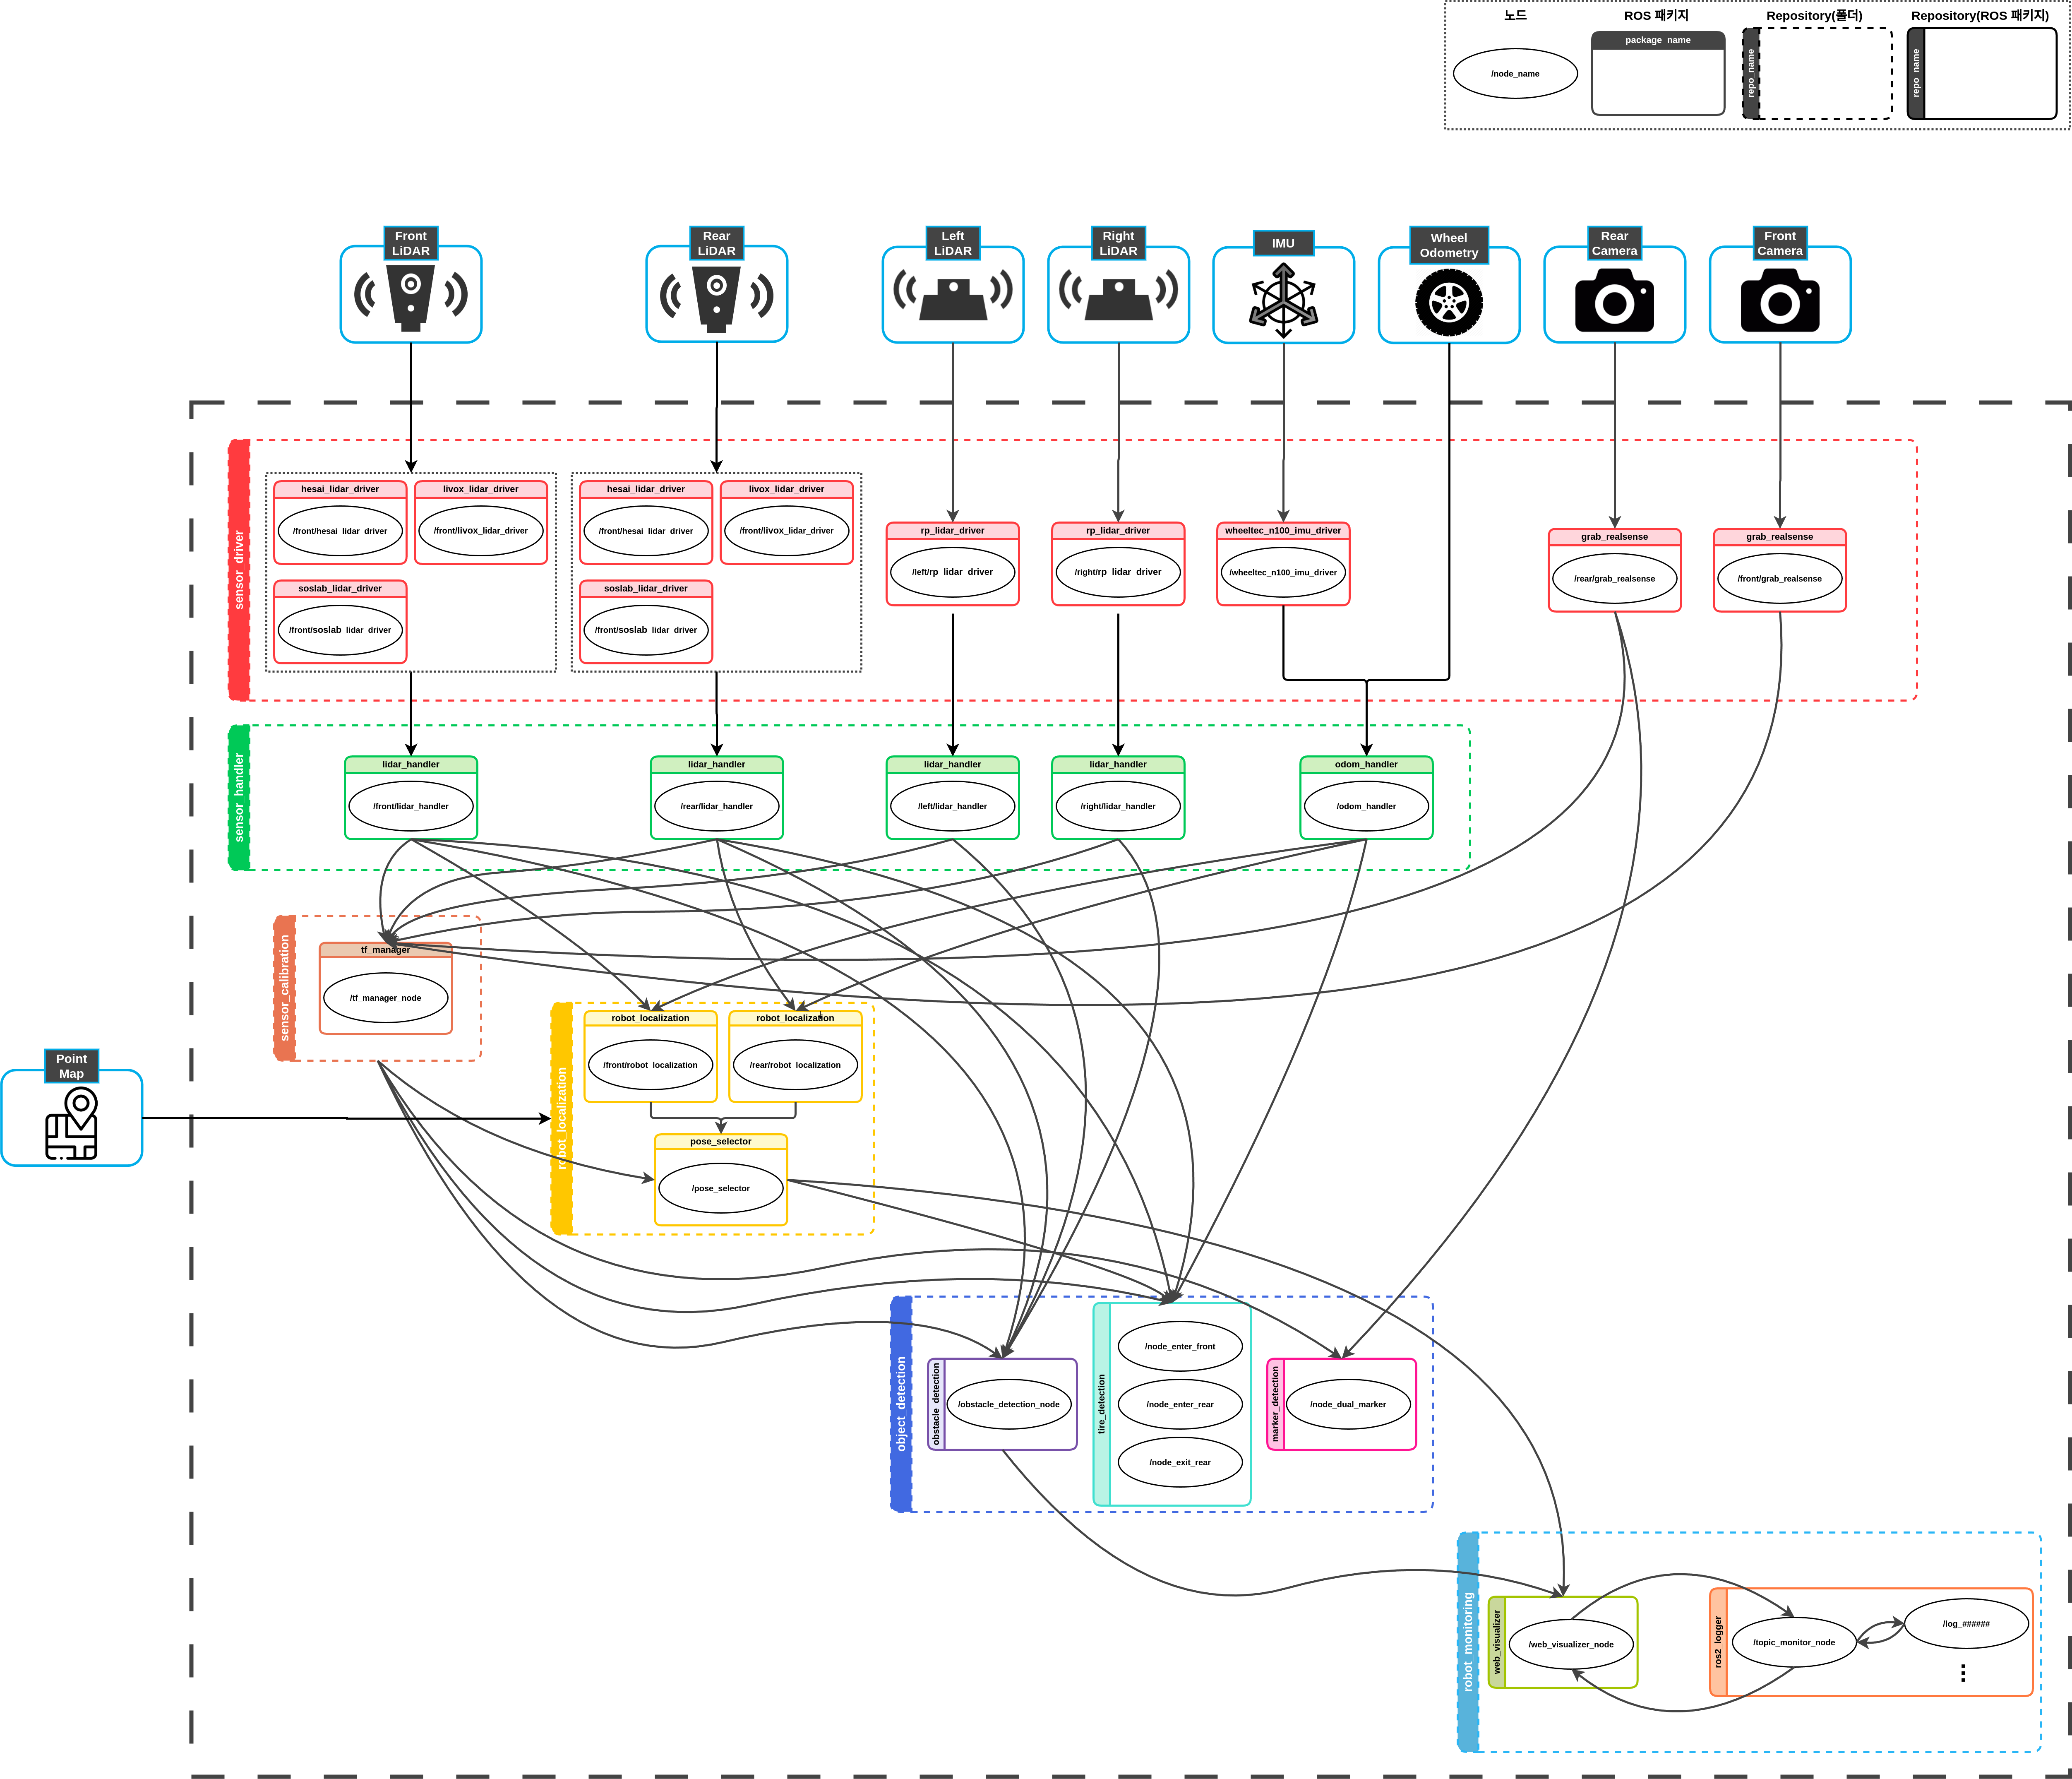 노드
ROS 패키지
Repository(폴더)
Repository(ROS 패키지)
/node_name
package_name
repo_name
repo_name
Front
LiDAR
Rear
LiDAR
Left
LiDAR
Right
LiDAR
IMU
Wheel
Odometry
Rear
Camera
Front
Camera
sensor_driver
hesai_lidar_driver
/front/hesai_lidar_driver
livox_lidar_driver
/front/livox_lidar_driver
soslab_lidar_driver
/front/soslab_lidar_driver
hesai_lidar_driver
/front/hesai_lidar_driver
livox_lidar_driver
/front/livox_lidar_driver
soslab_lidar_driver
/front/soslab_lidar_driver
rp_lidar_driver
/left/rp_lidar_driver
rp_lidar_driver
/right/rp_lidar_driver
wheeltec_n100_imu_driver
/wheeltec_n100_imu_driver
grab_realsense
/rear/grab_realsense
grab_realsense
/front/grab_realsense
sensor_handler
lidar_handler
/front/lidar_handler
lidar_handler
/rear/lidar_handler
lidar_handler
/left/lidar_handler
lidar_handler
/right/lidar_handler
odom_handler
/odom_handler
sensor_calibration
tf_manager
/tf_manager_node
Point
Map
robot_localization
robot_localization
/front/robot_localization
robot_localization
/rear/robot_localization
pose_selector
/pose_selector
object_detection
obstacle_detection
/obstacle_detection_node
tire_detection
/node_enter_front
/node_enter_rear
/node_exit_rear
marker_detection
/node_dual_marker
robot_monitoring
web_visualizer
/web_visualizer_node
ros2_logger
/topic_monitor_node
/log_######